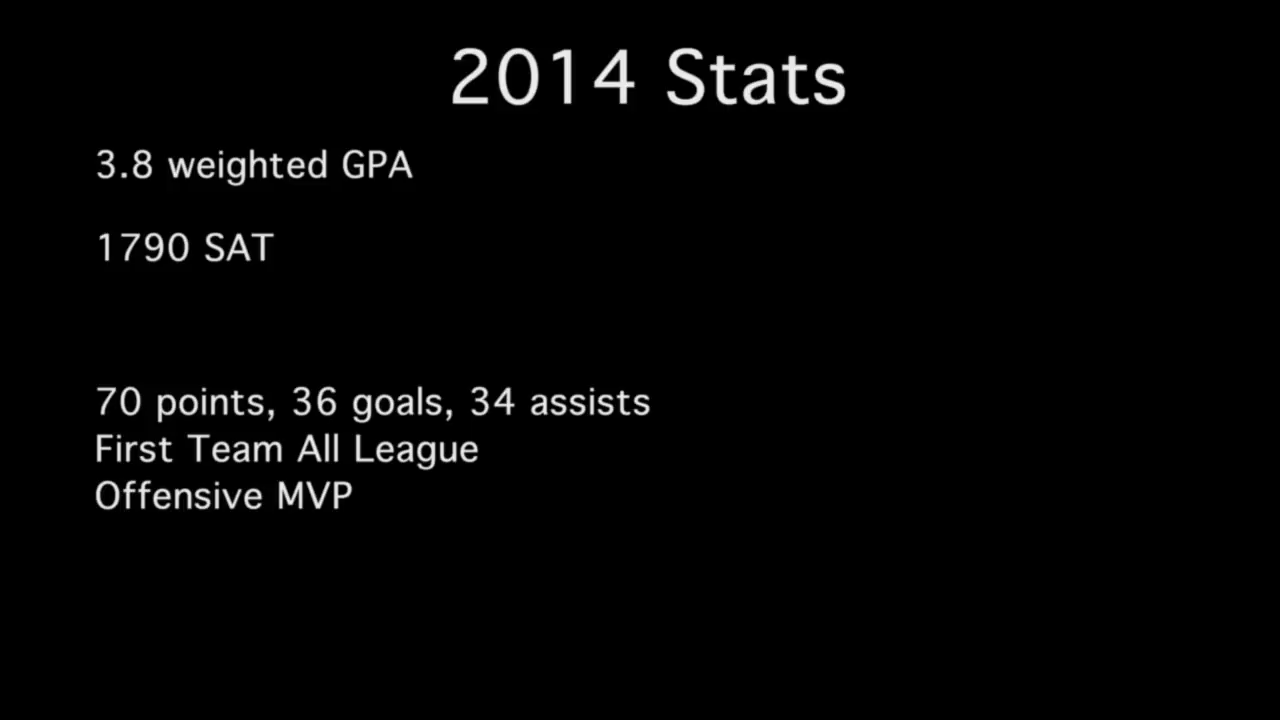 2014 Stats
3.8 weighted GPA
1790 SAT
70 points, 36 goals, 34 assists
First Team All League
Offensive MVP